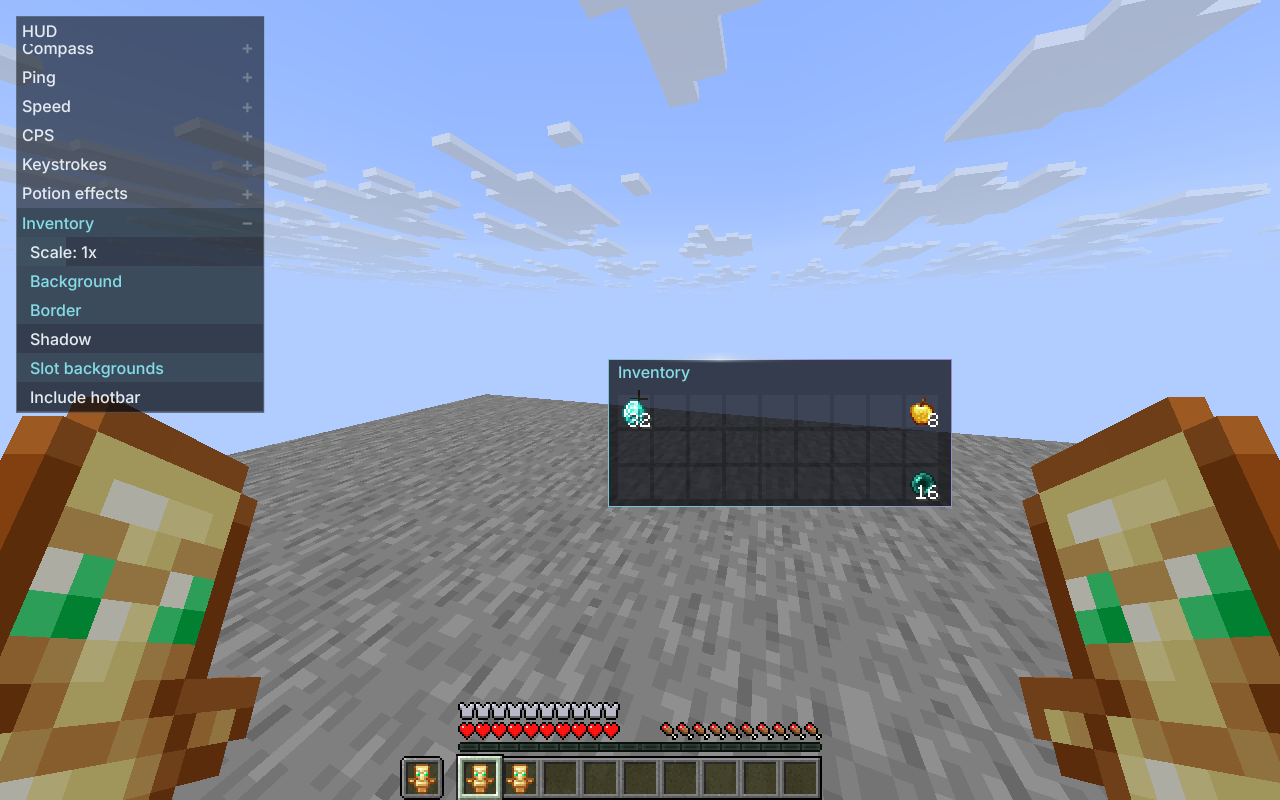 HUD
Compass +
Ping +
Speed +
CPS +
Keystrokes +
Potion effects +
Inventory −
Scale: 1x
Background
Border
Shadow
Slot backgrounds
Include hotbar
Inventory
32 8
16